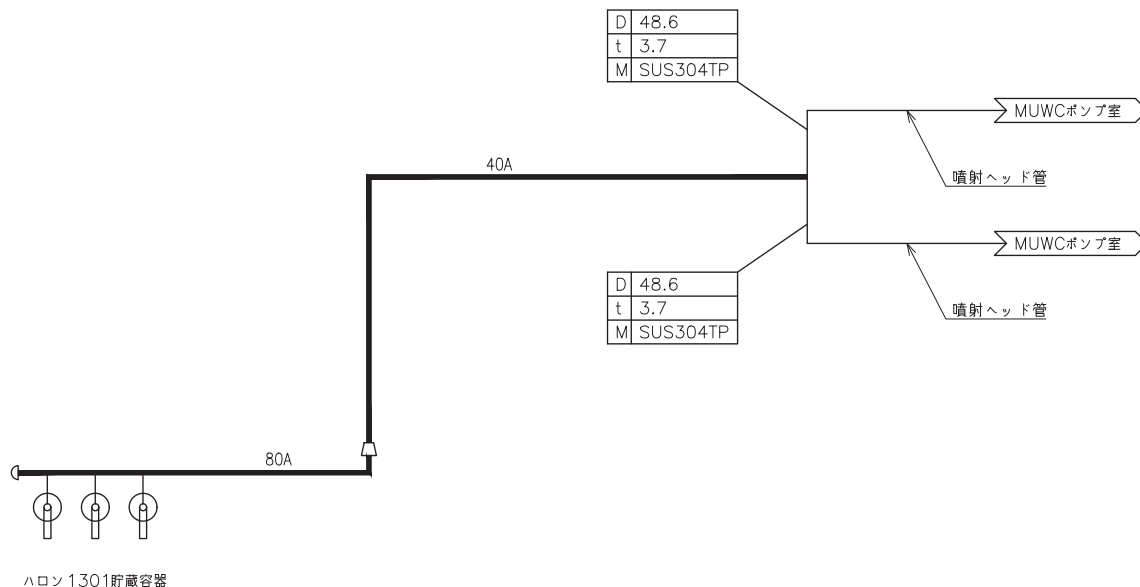 D 48.6
t 3.7
M SUS304TP
MUWCポンプ室
40A
噴射ヘッド管
MUWCポンプ室
D 48.6
t 3.7
M SUS304TP
噴射ヘッド管
80A
ハロン1301貯蔵容器